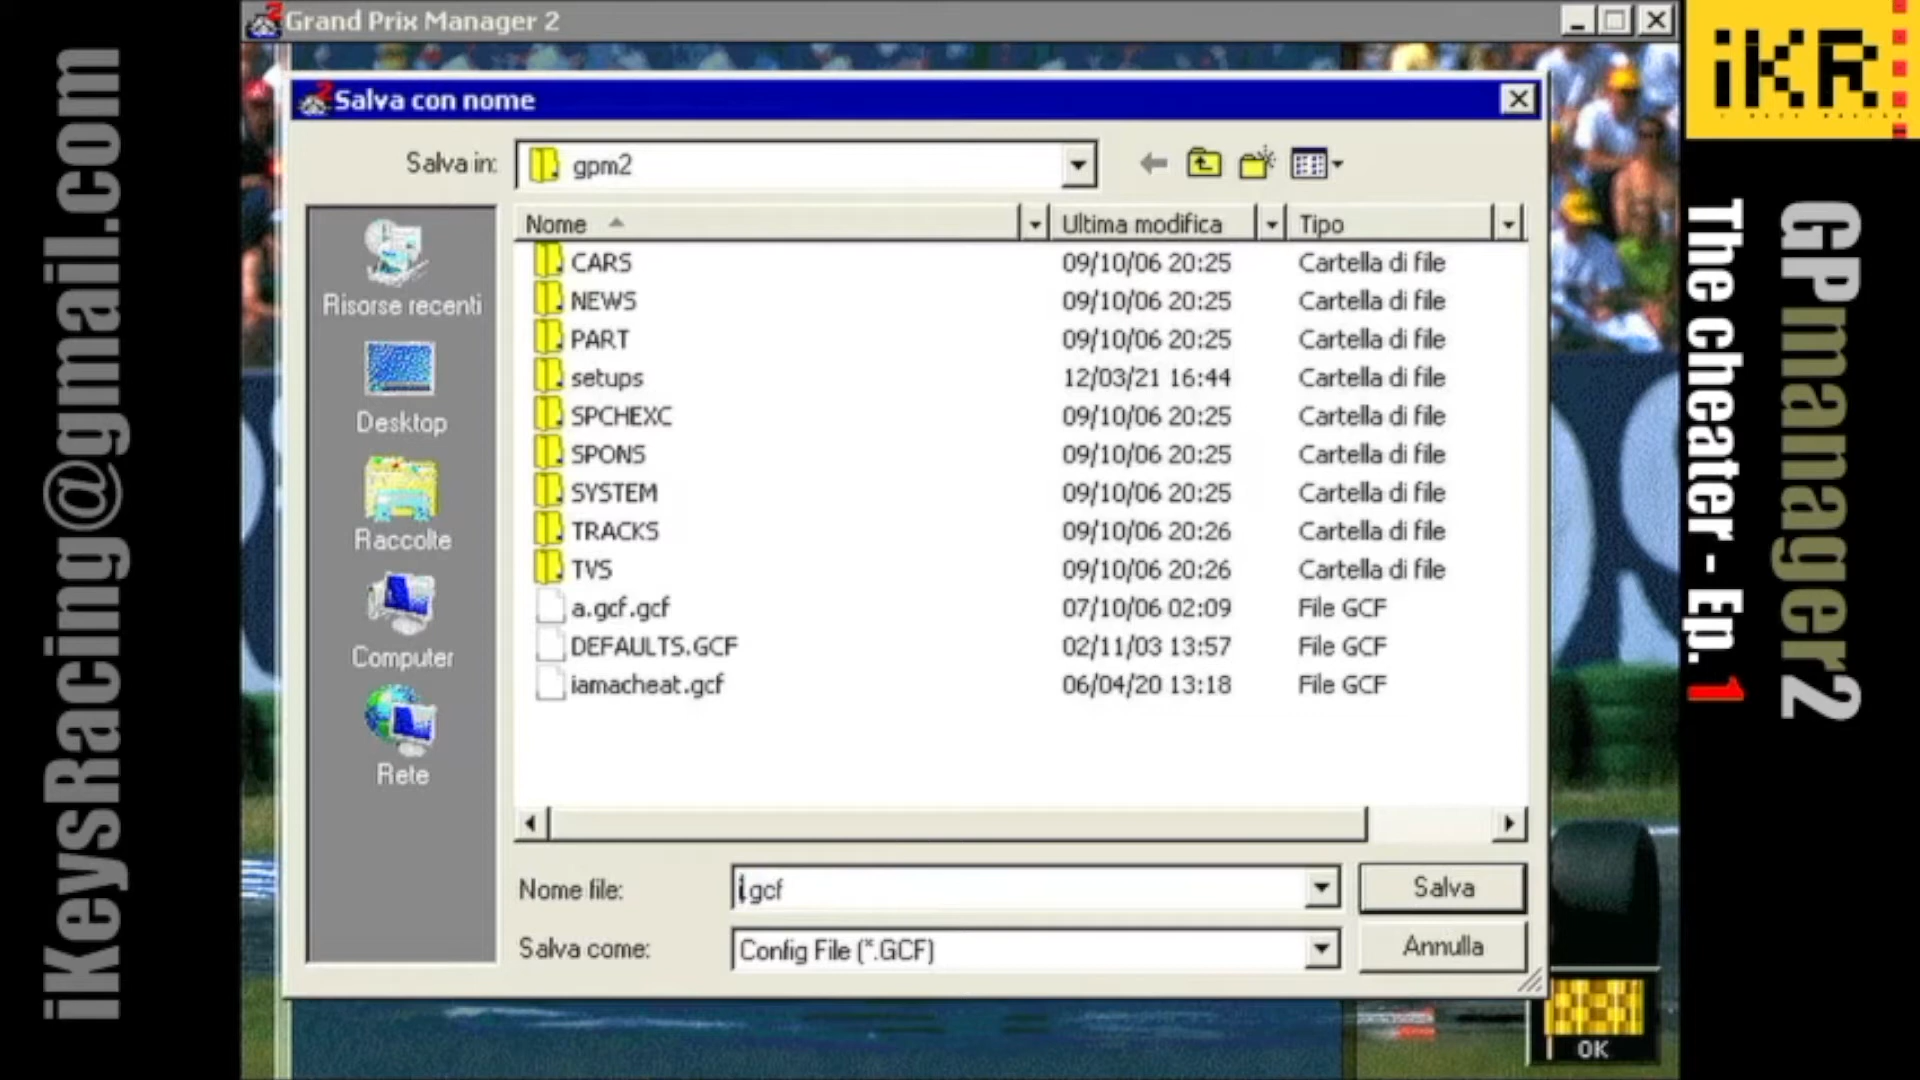 Grand Prix Manager 2
Salva con nome
Salva in:
gpm2
Nome
Ultima modifica
Tipo
CARS 09/10/06 20:25 Cartella di file
NEWS 09/10/06 20:25 Cartella di file
PART 09/10/06 20:25 Cartella di file
setups 12/03/21 16:44 Cartella di file
SPCHEXC 09/10/06 20:25 Cartella di file
SPONS 09/10/06 20:25 Cartella di file
SYSTEM 09/10/06 20:25 Cartella di file
TRACKS 09/10/06 20:26 Cartella di file
TVS 09/10/06 20:26 Cartella di file
a.gcf.gcf 07/10/06 02:09 File GCF
DEFAULTS.GCF 02/11/03 13:57 File GCF
iamacheat.gcf 06/04/20 13:18 File GCF
Risorse recenti
Desktop
Raccolte
Computer
Rete
Nome file:
i.gcf
Salva
Salva come:
Config File (*.GCF)
Annulla
OK
iKeysRacing@gmail.com
iKR
GPmanager2
The cheater - Ep. 1